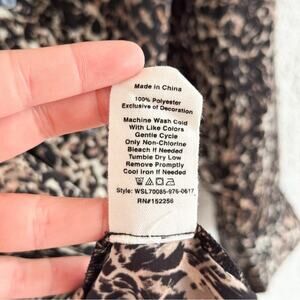 Made in China
100% Polyester
Exclusive of Decoration
Machine Wash Cold
With Like Colors
Gentle Cycle
Only Non-Chlorine
Bleach If Needed
Tumble Dry Low
Remove Promptly
Cool Iron If Needed
Style: WSL70085-976-0617
RN#152256